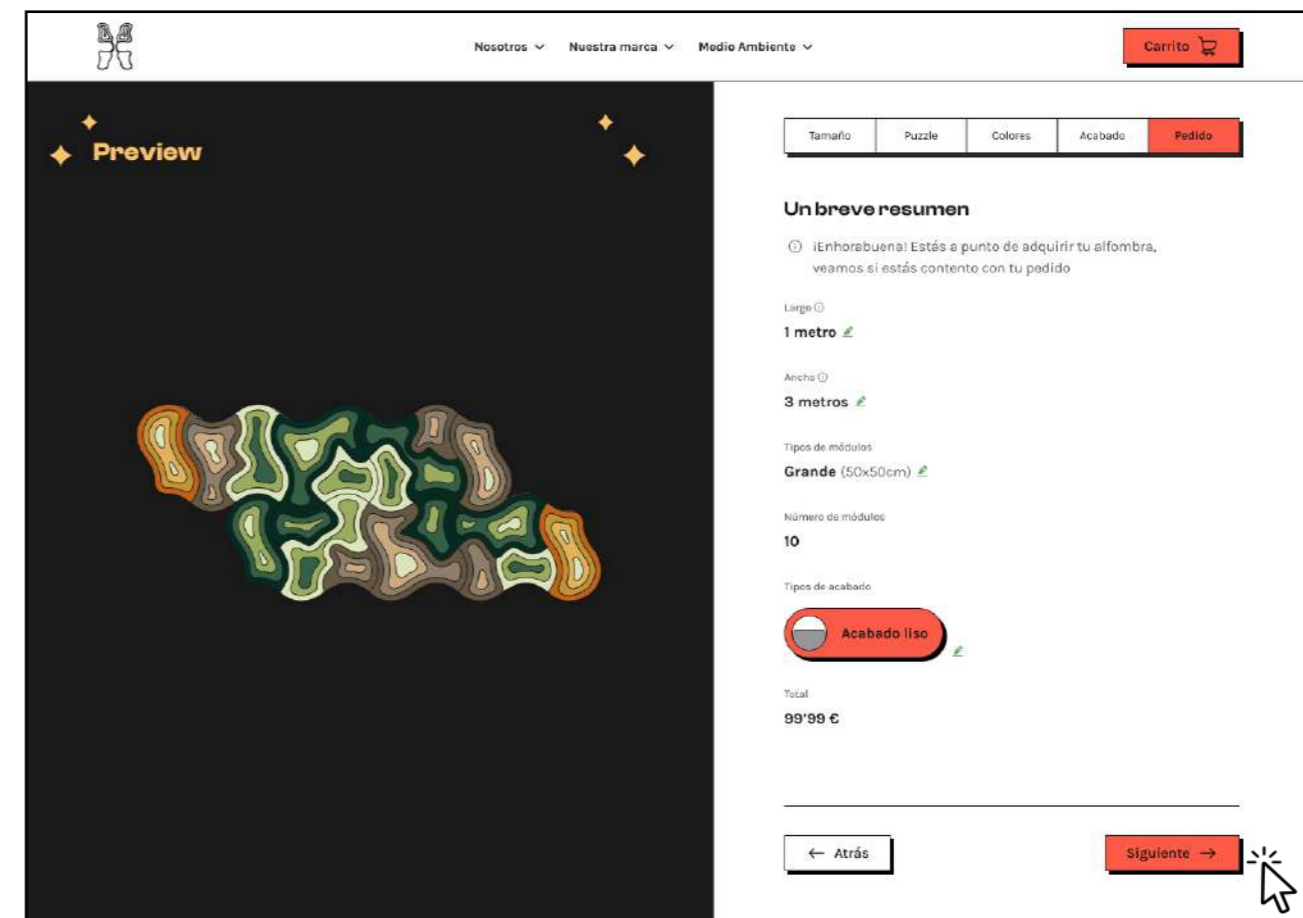 Nosotros
Nuestra marca
Medio Ambiente
Carrito
Preview
Tamaño
Puzzle
Colores
Acabado
Pedido
Un breve resumen
¡Enhorabuena! Estás a punto de adquirir tu alfombra,
veamos si estás contento con tu pedido
Largo
1 metro
Ancho
3 metros
Tipos de módulos
Grande (50x50cm)
Número de módulos
10
Tipos de acabado
Acabado liso
Total
99'99 €
← Atrás
Siguiente →